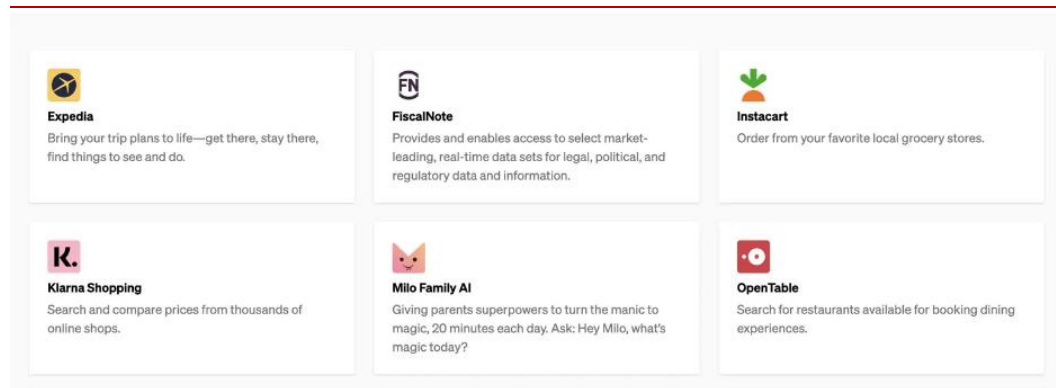 Expedia
Bring your trip plans to life—get there, stay there,
find things to see and do.
FN
FiscalNote
Provides and enables access to select market-
leading, real-time data sets for legal, political, and
regulatory data and information.
Instacart
Order from your favorite local grocery stores.
K.
Klarna Shopping
Search and compare prices from thousands of
online shops.
Milo Family AI
Giving parents superpowers to turn the manic to
magic, 20 minutes each day. Ask: Hey Milo, what's
magic today?
OpenTable
Search for restaurants available for booking dining
experiences.